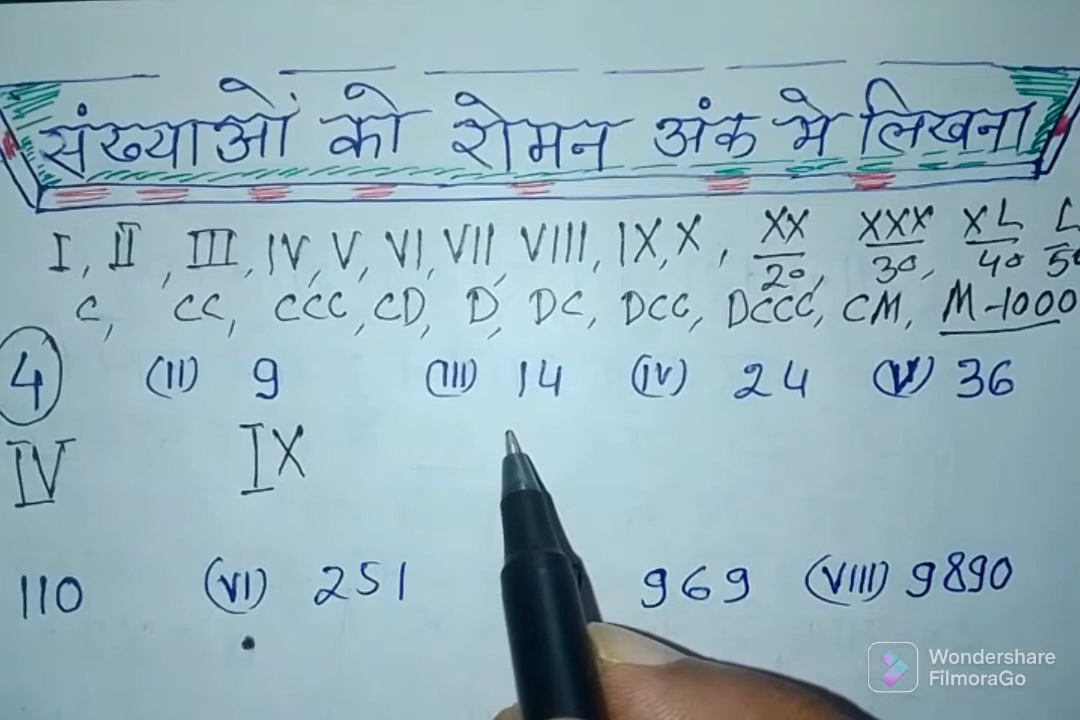 संख्याओं को रोमन अंक मे लिखना
I, II, III, IV, V, VI, VII, VIII, IX, X, XX/20, XXX/30, XL/40 L/50
C, CC, CCC, CD, D, DC, DCC, DCCC, CM, M-1000
4 (II) 9 (III) 14 (IV) 24 (V) 36
IV IX
110 (VI) 251 969 (VIII) 9890
Wondershare
FilmoraGo